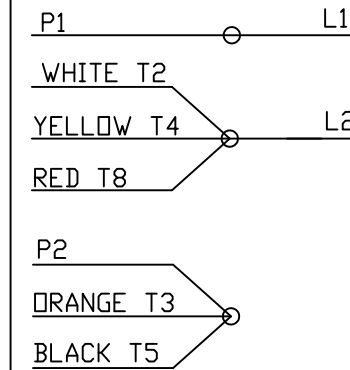 P1 L1
WHITE T2
YELLOW T4 L2
RED T8
P2
ORANGE T3
BLACK T5